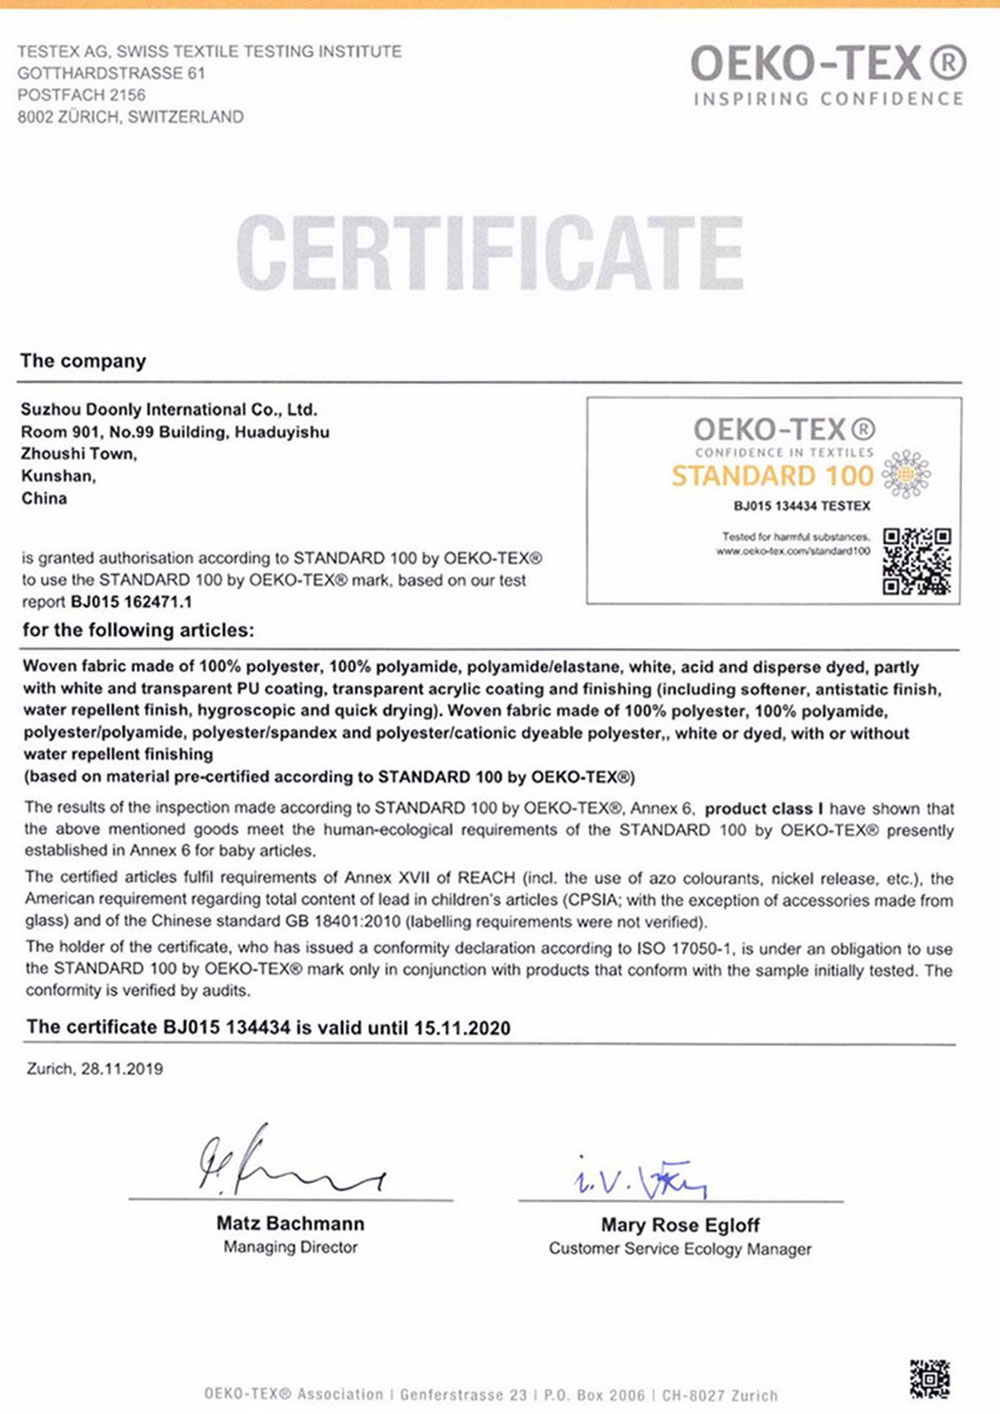 TESTEX AG, SWISS TEXTILE TESTING INSTITUTE
GOTTHARDSTRASSE 61
POSTFACH 2156
8002 ZÜRICH, SWITZERLAND
OEKO-TEX®
INSPIRING CONFIDENCE
CERTIFICATE
The company
Suzhou Doonly International Co., Ltd.
Room 901, No.99 Building, Huaduyishu
Zhoushi Town,
Kunshan,
China
OEKO-TEX®
CONFIDENCE IN TEXTILES
STANDARD 100
BJ015 134434 TESTEX
Tested for harmful substances.
www.oeko-tex.com/standard100
is granted authorisation according to STANDARD 100 by OEKO-TEX®
to use the STANDARD 100 by OEKO-TEX® mark, based on our test
report BJ015 162471.1
for the following articles:
Woven fabric made of 100% polyester, 100% polyamide, polyamide/elastane, white, acid and disperse dyed, partly
with white and transparent PU coating, transparent acrylic coating and finishing (including softener, antistatic finish,
water repellent finish, hygroscopic and quick drying). Woven fabric made of 100% polyester, 100% polyamide,
polyester/polyamide, polyester/spandex and polyester/cationic dyeable polyester,, white or dyed, with or without
water repellent finishing
(based on material pre-certified according to STANDARD 100 by OEKO-TEX®)
The results of the inspection made according to STANDARD 100 by OEKO-TEX®, Annex 6, product class I have shown that
the above mentioned goods meet the human-ecological requirements of the STANDARD 100 by OEKO-TEX® presently
established in Annex 6 for baby articles.
The certified articles fulfil requirements of Annex XVII of REACH (incl. the use of azo colourants, nickel release, etc.), the
American requirement regarding total content of lead in children's articles (CPSIA; with the exception of accessories made from
glass) and of the Chinese standard GB 18401:2010 (labelling requirements were not verified).
The holder of the certificate, who has issued a conformity declaration according to ISO 17050-1, is under an obligation to use
the STANDARD 100 by OEKO-TEX® mark only in conjunction with products that conform with the sample initially tested. The
conformity is verified by audits.
The certificate BJ015 134434 is valid until 15.11.2020
Zurich, 28.11.2019
i.V.
Matz Bachmann
Managing Director
Mary Rose Egloff
Customer Service Ecology Manager
OEKO-TEX® Association | Genferstrasse 23 | P.O. Box 2006 | CH-8027 Zurich